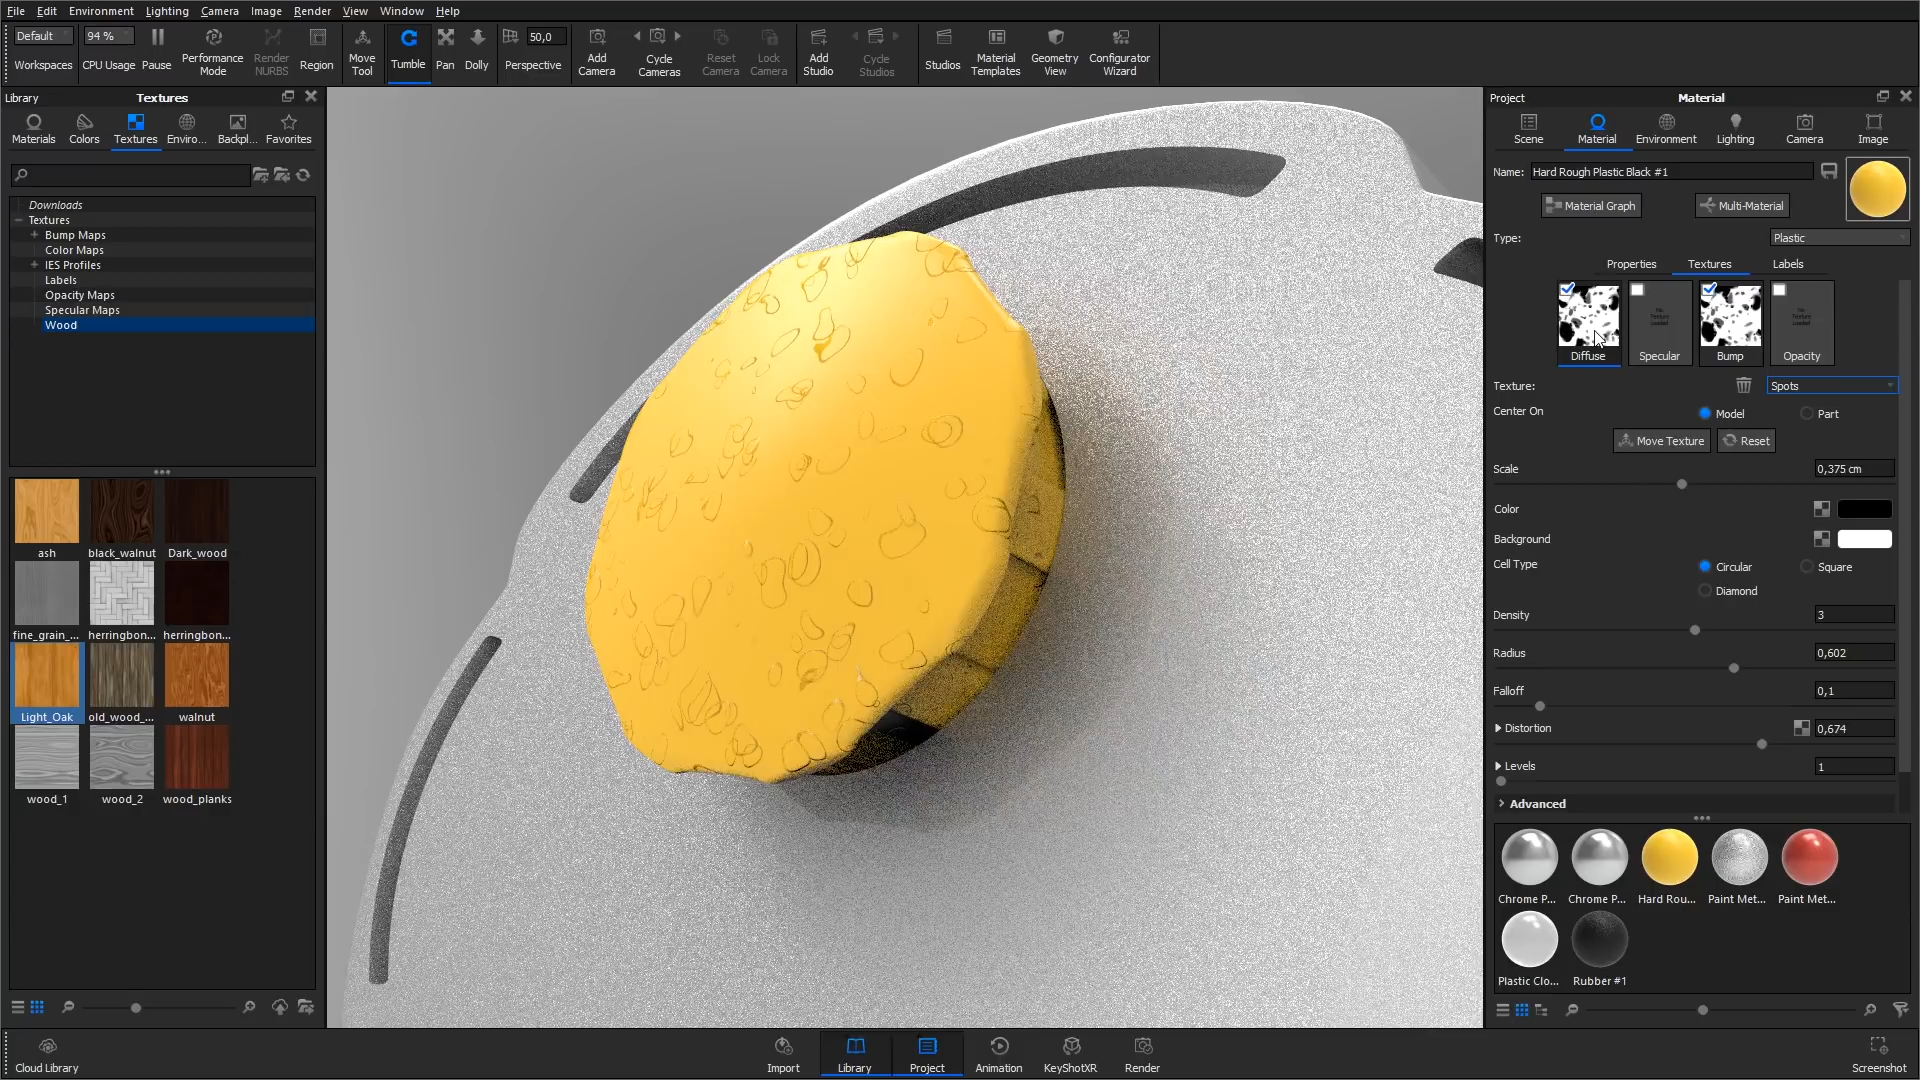 File Edit Environment Lighting Camera Image Render View Window Help
Default 94 % 50,0
Workspaces CPU Usage Pause Performance Mode Render NURBS Region Move Tool Tumble Pan Dolly Perspective Add Camera Cycle Cameras Reset Camera Lock Camera Add Studio Cycle Studios Studios Material Templates Geometry View Configurator Wizard
Library Textures
Materials Colors Textures Enviro... Backpl... Favorites
Downloads
Textures
Bump Maps
Color Maps
IES Profiles
Labels
Opacity Maps
Specular Maps
Wood
ash black_walnut Dark_wood
fine_grain_... herringbon... herringbon...
Light_Oak old_wood_... walnut
wood_1 wood_2 wood_planks
Project Material
Scene Material Environment Lighting Camera Image
Name: Hard Rough Plastic Black #1
Material Graph Multi-Material
Type: Plastic
Properties Textures Labels
No Texture Loaded No Texture Loaded
Diffuse Specular Bump Opacity
Texture: Spots
Center On Model Part
Move Texture Reset
Scale 0,375 cm
Color
Background
Cell Type Circular Square
Diamond
Density 3
Radius 0,602
Falloff 0,1
Distortion 0,674
Levels 1
Advanced
Chrome P... Chrome P... Hard Rou... Paint Met... Paint Met...
Plastic Clo... Rubber #1
Cloud Library Import Library Project Animation KeyShotXR Render Screenshot